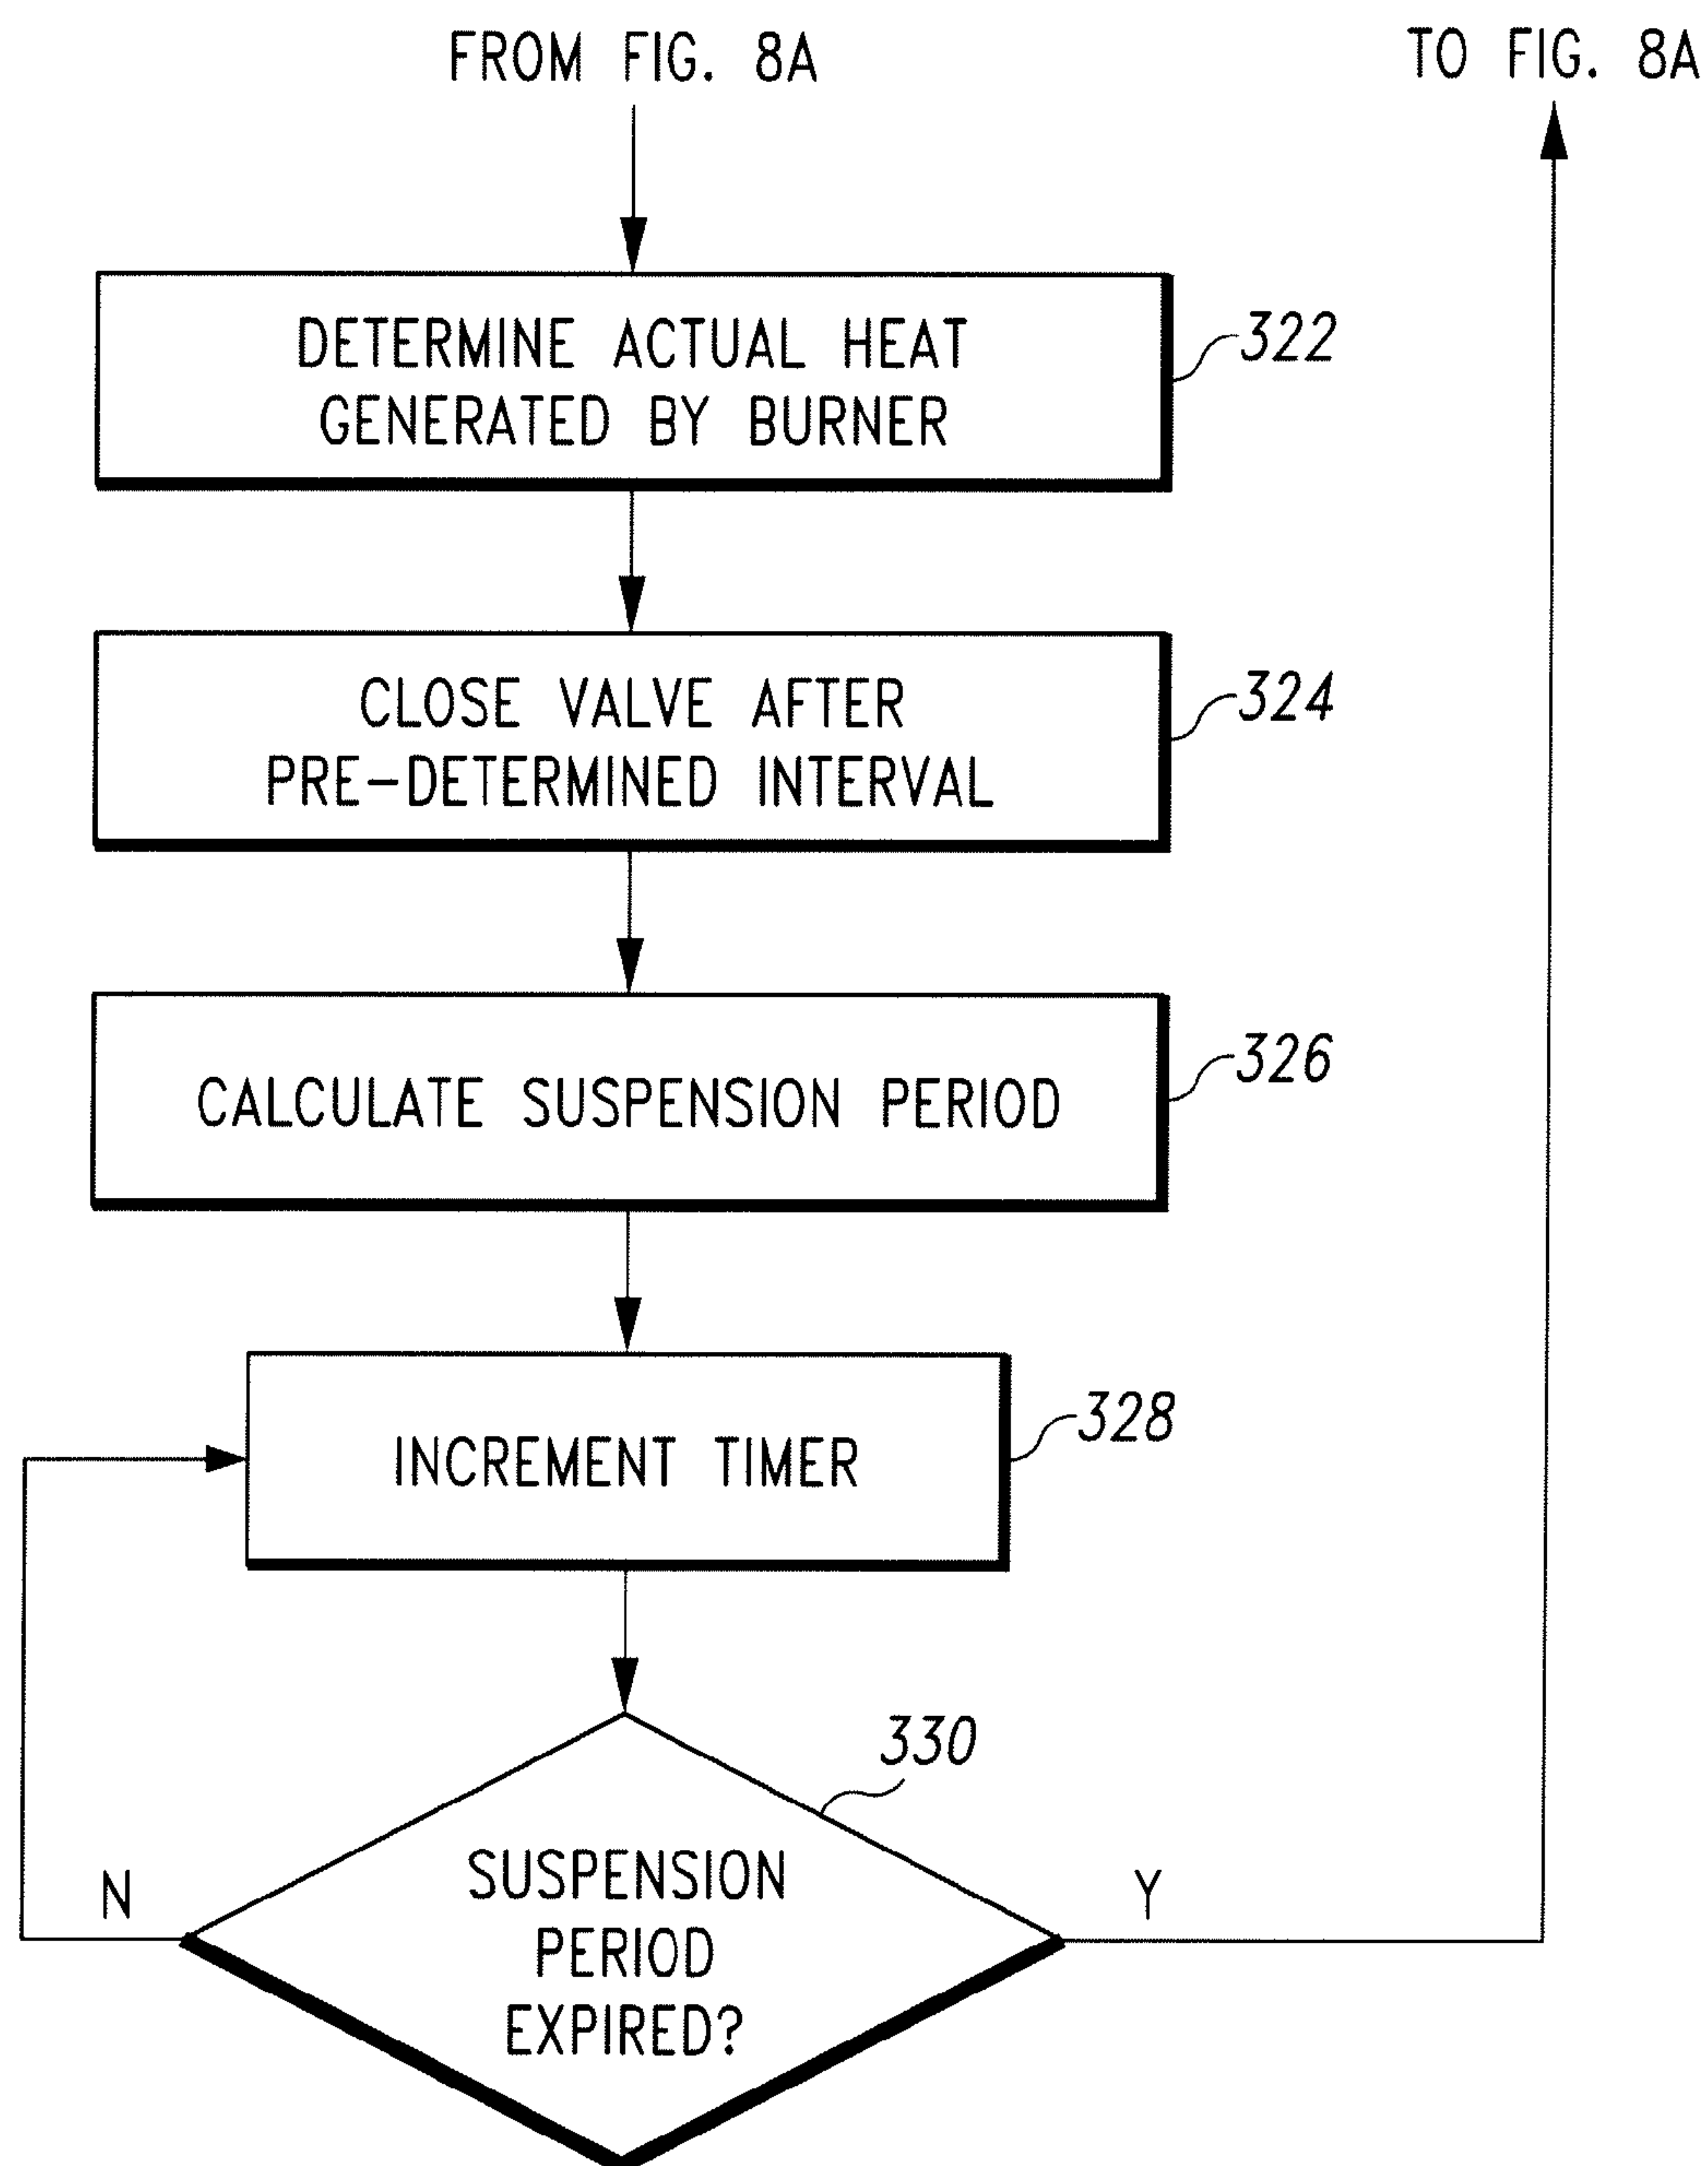 FROM FIG. 8A
TO FIG. 8A
DETERMINE ACTUAL HEAT
GENERATED BY BURNER
322
CLOSE VALVE AFTER
PRE-DETERMINED INTERVAL
324
CALCULATE SUSPENSION PERIOD
326
INCREMENT TIMER
328
330
SUSPENSION
PERIOD
EXPIRED?
N
Y